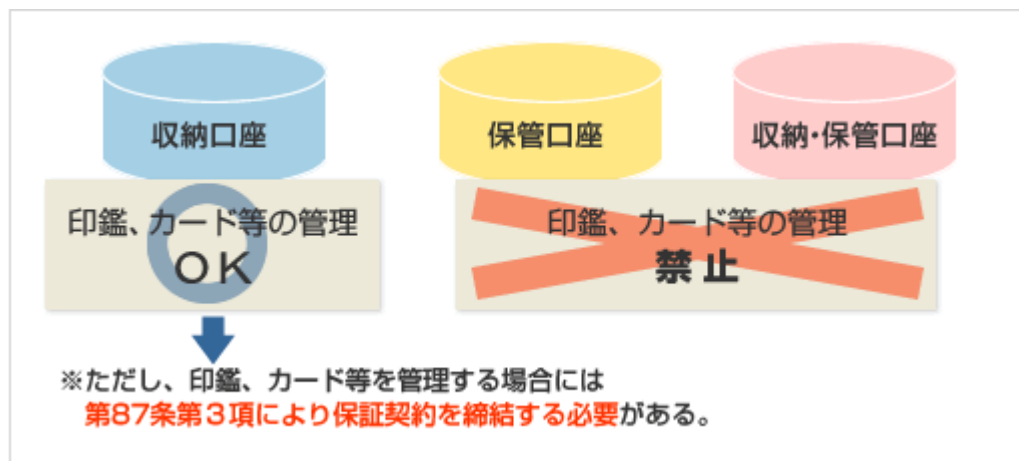 収納口座
保管口座
収納・保管口座
印鑑、カード等の管理
OK
印鑑、カード等の管理
禁止
※ただし、印鑑、カード等を管理する場合には
第87条第3項により保証契約を締結する必要がある。